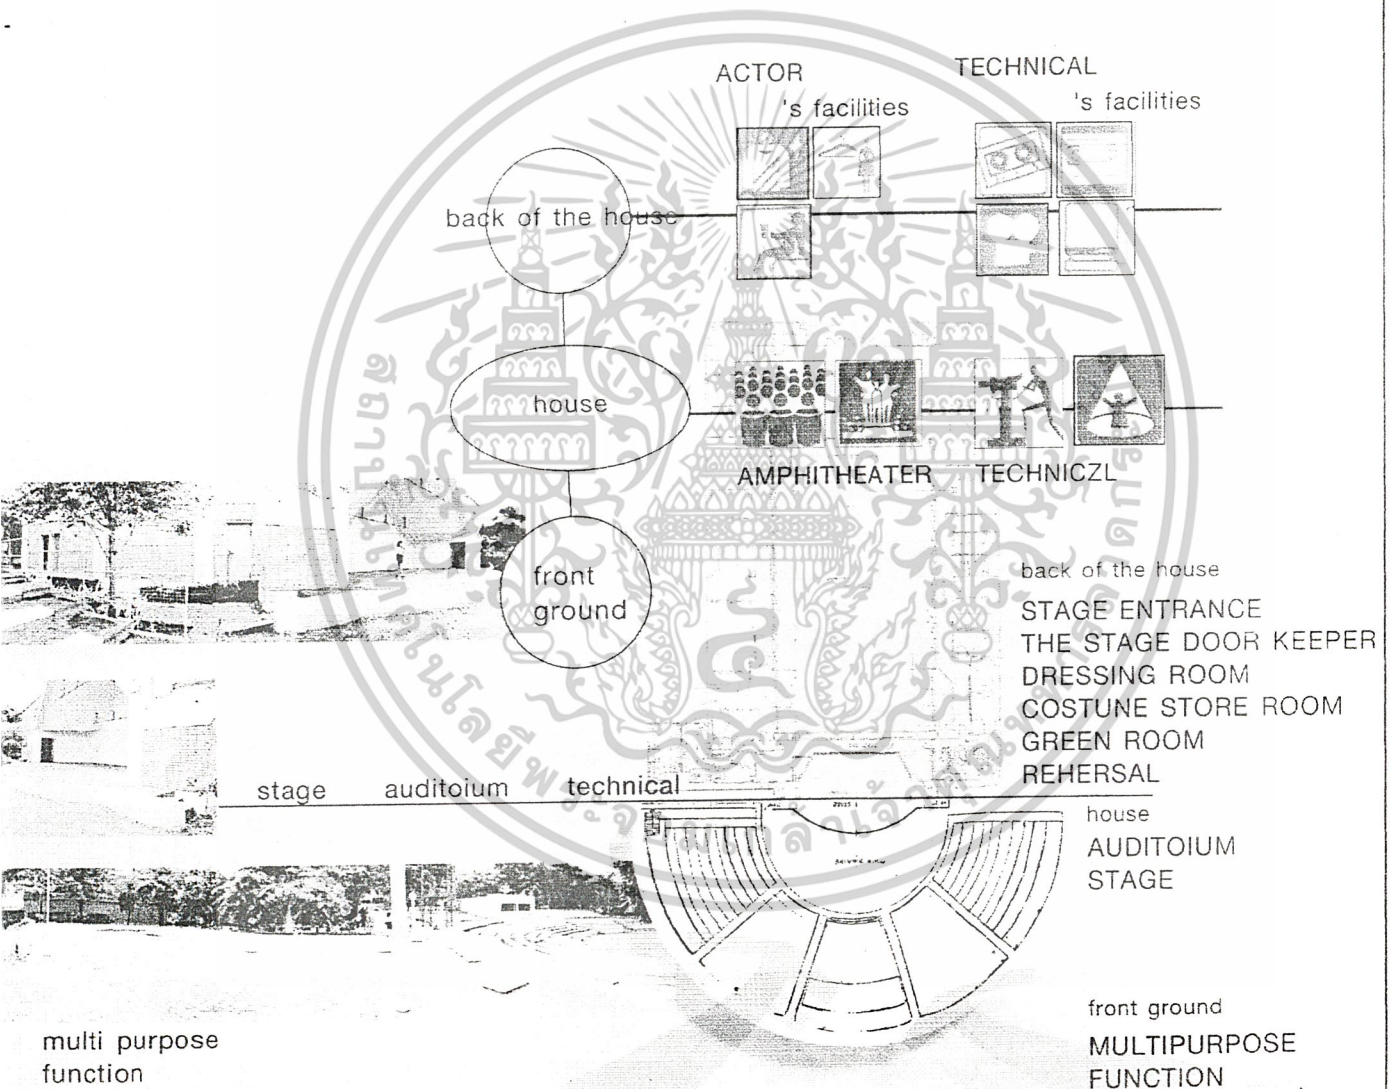 ACTOR
's facilities
TECHNICAL
's facilities
back of the house
house
AMPHITHEATER
TECHNICZL
front
ground
back of the house
STAGE ENTRANCE
THE STAGE DOOR KEEPER
DRESSING ROOM
COSTUNE STORE ROOM
GREEN ROOM
REHERSAL
stage auditoium technical
house
AUDITOIUM
STAGE
multi purpose
function
front ground
MULTIPURPOSE
FUNCTION